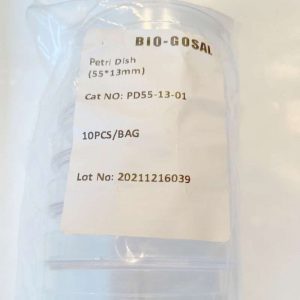 BIO-GOSAL
Petri Dish
(55*13mm)
Cat NO: PD55-13-01
10PCS/BAG
Lot No: 20211216039